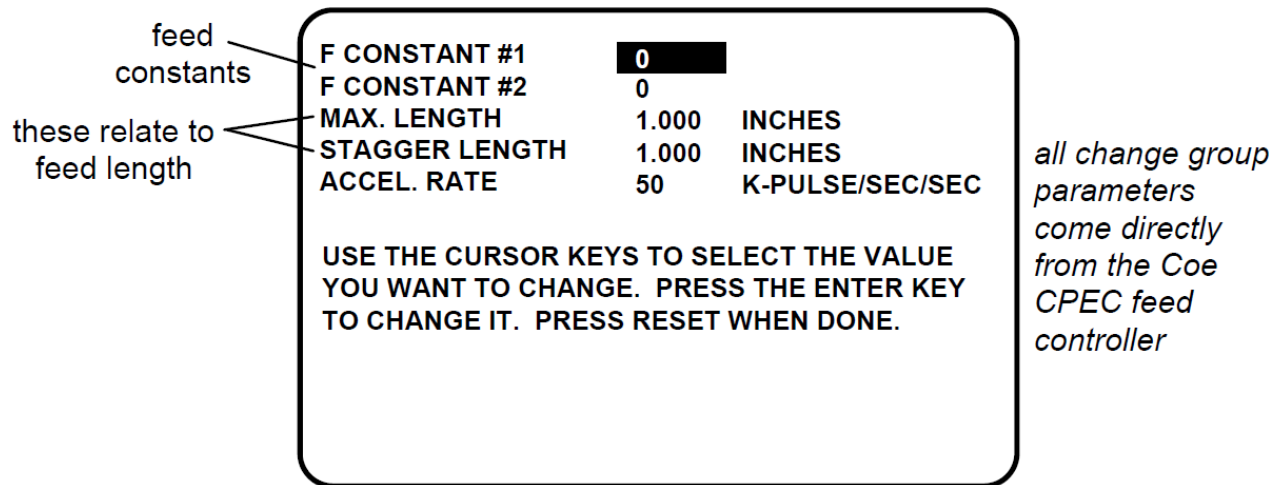 feed
constants
these relate to
feed length
F CONSTANT #1 0
F CONSTANT #2 0
MAX. LENGTH 1.000 INCHES
STAGGER LENGTH 1.000 INCHES
ACCEL. RATE 50 K-PULSE/SEC/SEC
USE THE CURSOR KEYS TO SELECT THE VALUE
YOU WANT TO CHANGE. PRESS THE ENTER KEY
TO CHANGE IT. PRESS RESET WHEN DONE.
all change group
parameters
come directly
from the Coe
CPEC feed
controller